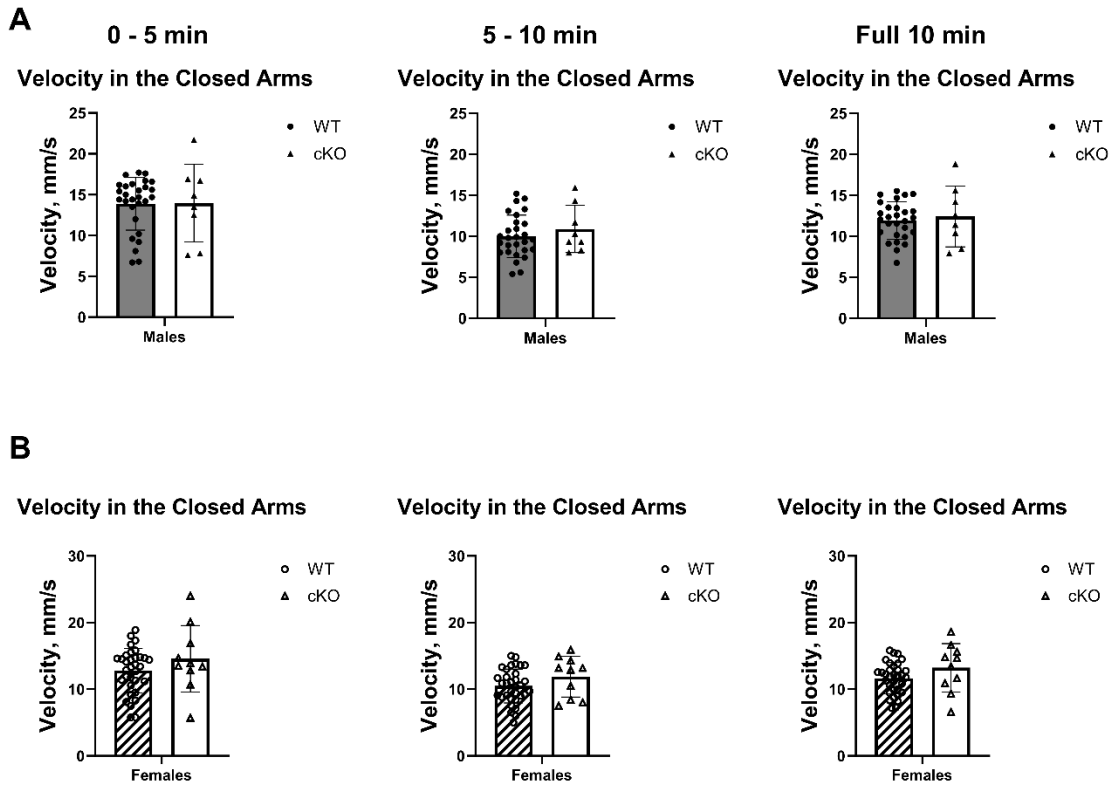 A
0 - 5 min
5 - 10 min
Full 10 min
Velocity in the Closed Arms
Velocity, mm/s
25
20
15
10
5
0
Males
WT
cKO
Velocity in the Closed Arms
Velocity, mm/s
25
20
15
10
5
0
Males
WT
cKO
Velocity in the Closed Arms
Velocity, mm/s
25
20
15
10
5
0
Males
WT
cKO
B
Velocity in the Closed Arms
Velocity, mm/s
30
20
10
0
Females
WT
cKO
Velocity in the Closed Arms
Velocity, mm/s
30
20
10
0
Females
WT
cKO
Velocity in the Closed Arms
Velocity, mm/s
30
20
10
0
Females
WT
cKO